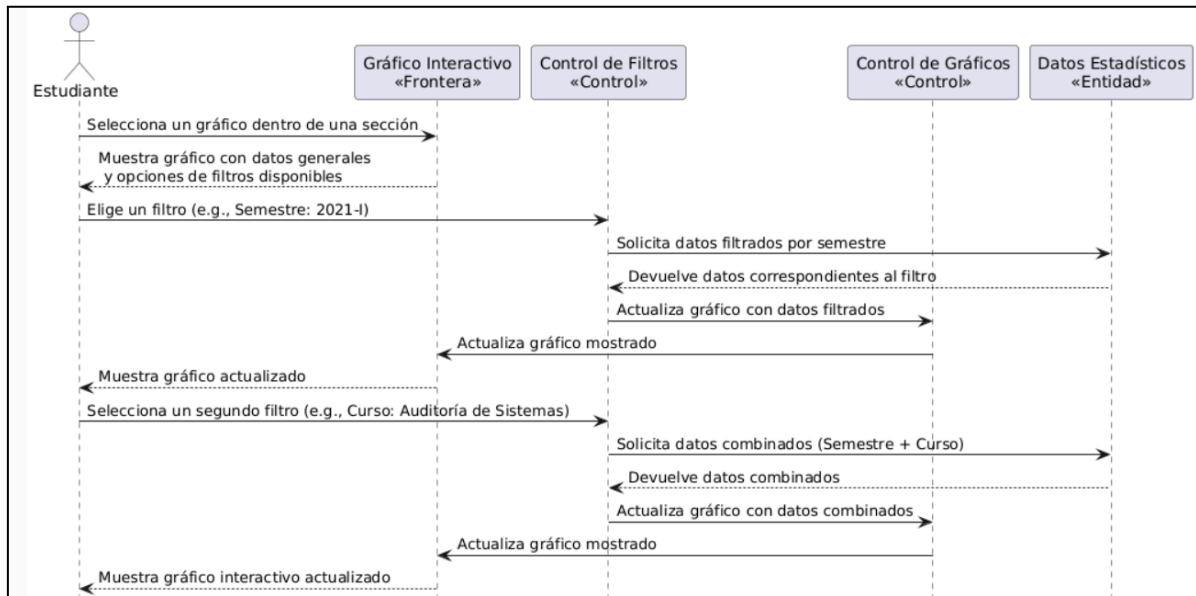 Estudiante
Gráfico Interactivo
«Frontera»
Control de Filtros
«Control»
Control de Gráficos
«Control»
Datos Estadísticos
«Entidad»
Selecciona un gráfico dentro de una sección
Muestra gráfico con datos generales
y opciones de filtros disponibles
Elige un filtro (e.g., Semestre: 2021-I)
Solicita datos filtrados por semestre
Devuelve datos correspondientes al filtro
Actualiza gráfico con datos filtrados
Actualiza gráfico mostrado
Muestra gráfico actualizado
Selecciona un segundo filtro (e.g., Curso: Auditoría de Sistemas)
Solicita datos combinados (Semestre + Curso)
Devuelve datos combinados
Actualiza gráfico con datos combinados
Actualiza gráfico mostrado
Muestra gráfico interactivo actualizado